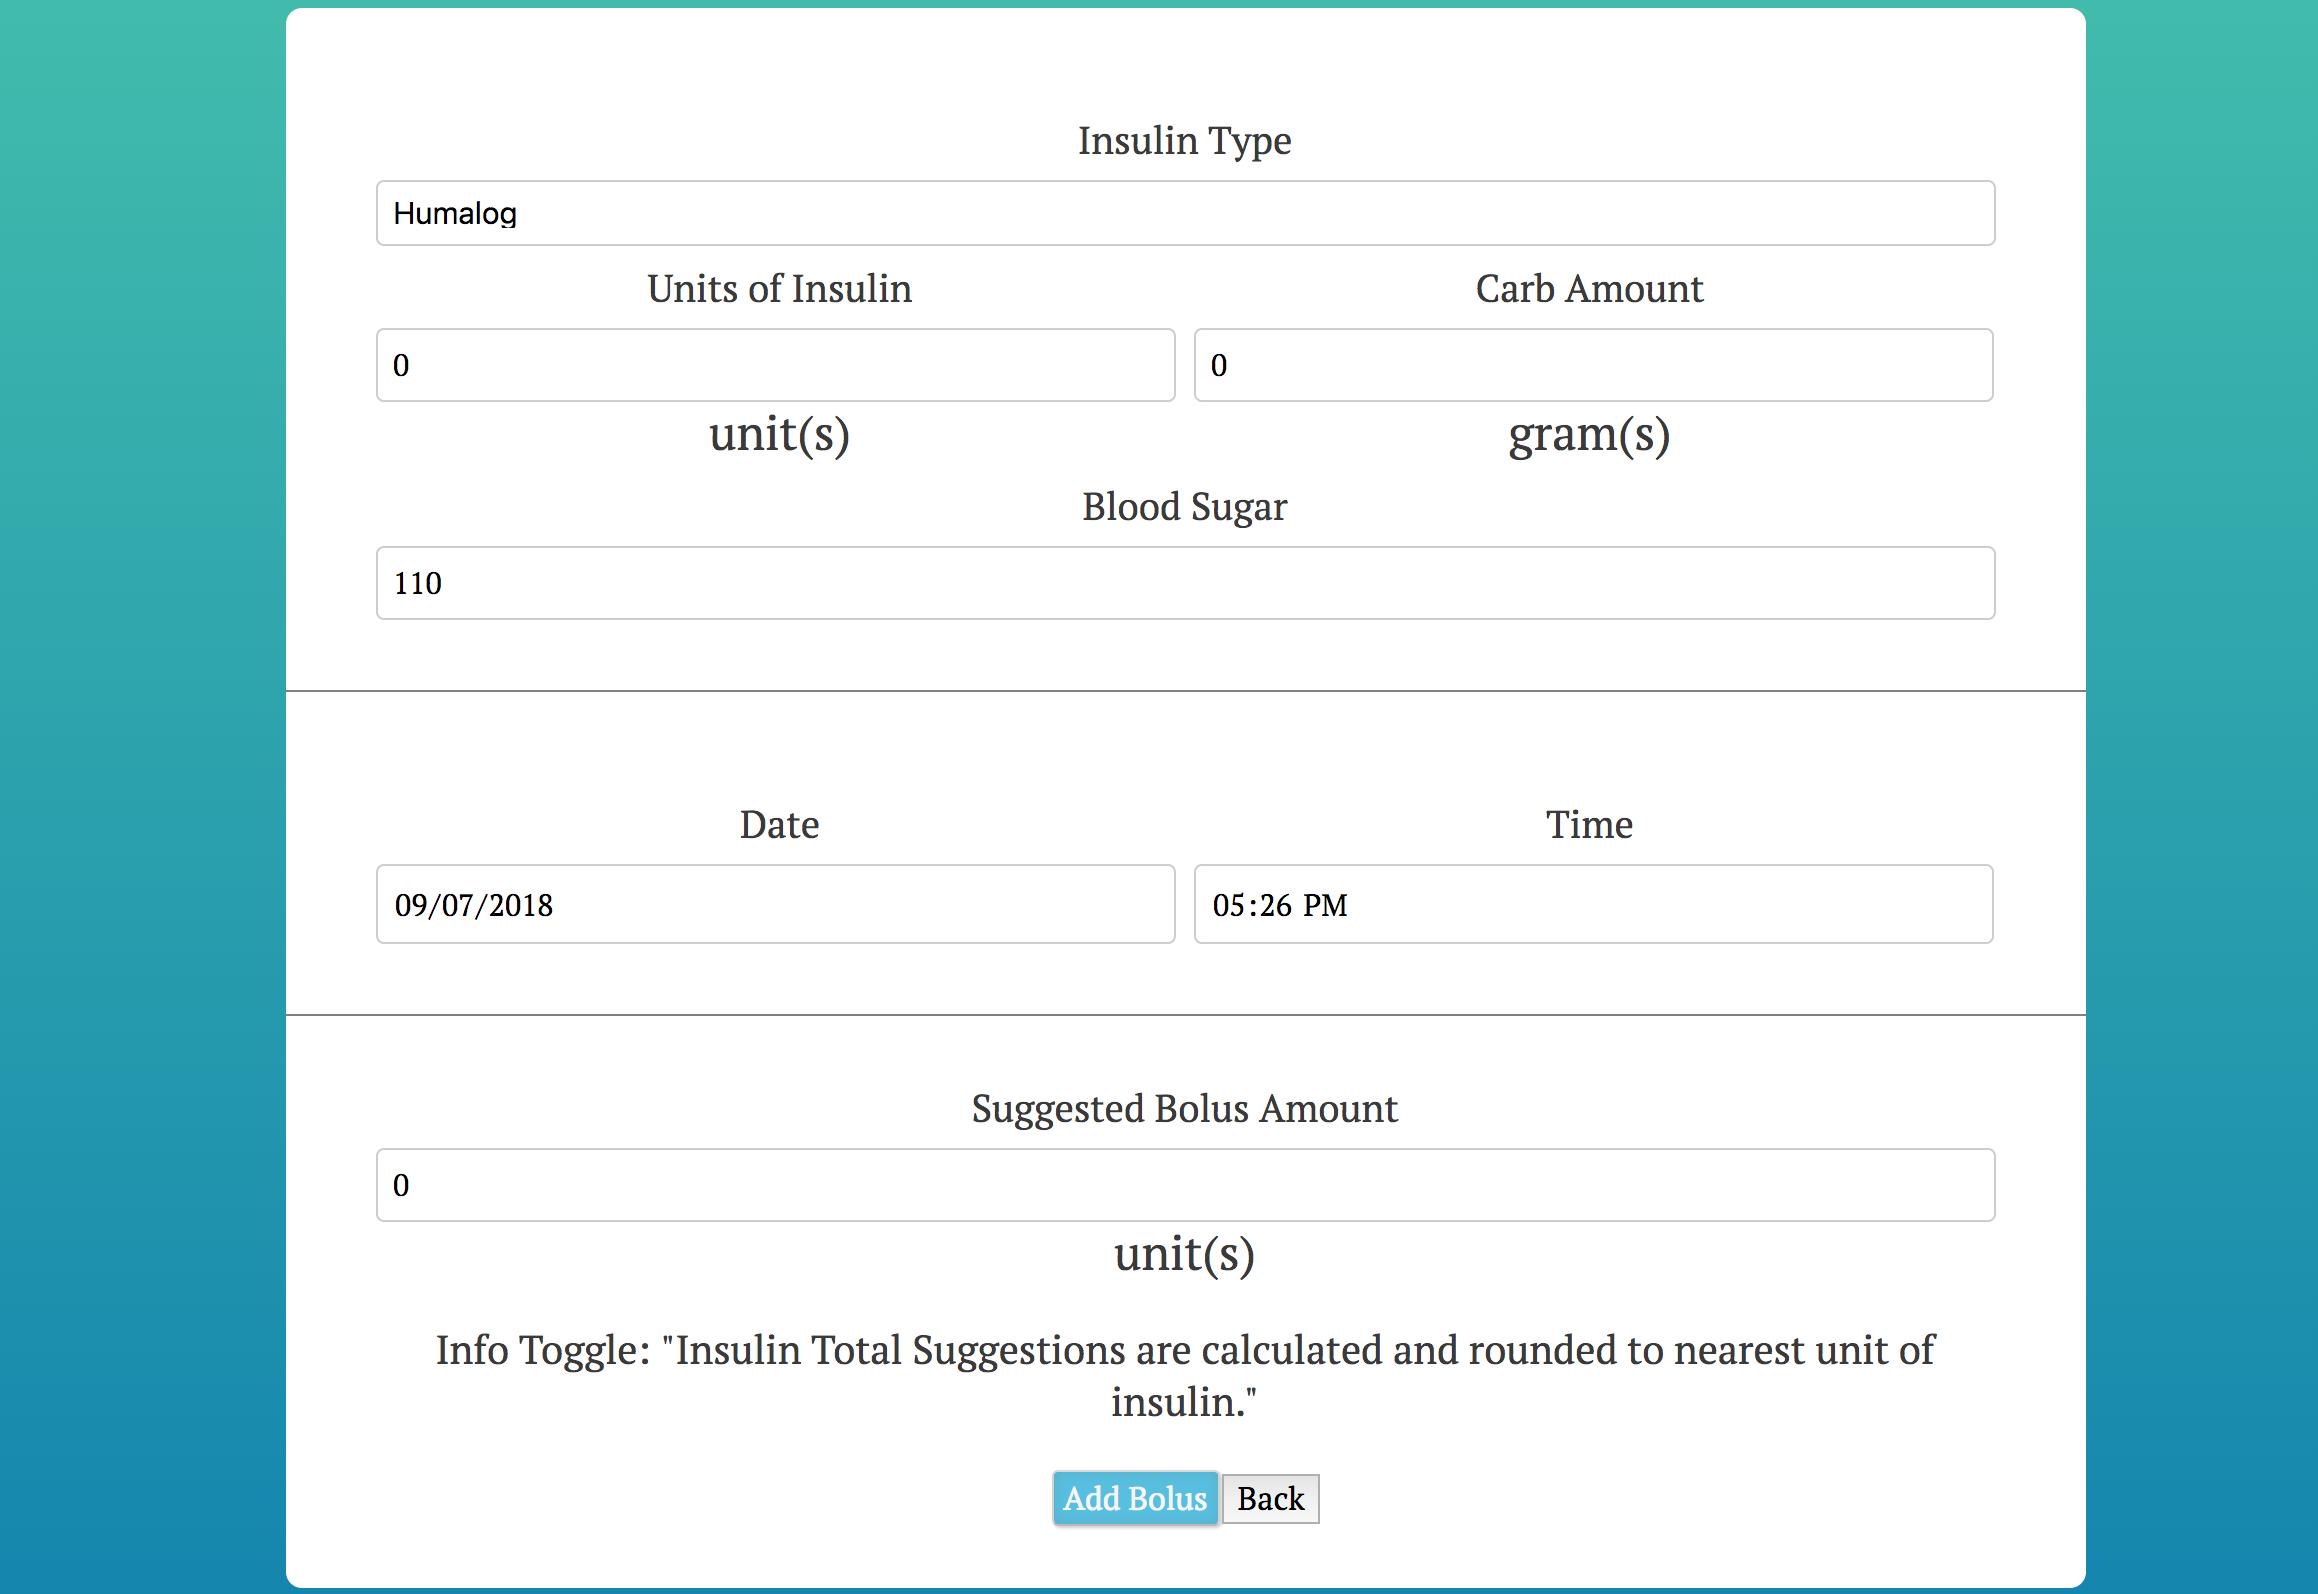 Insulin Type
Humalog
Units of Insulin
Carb Amount
0
0
unit(s)
gram(s)
Blood Sugar
110
Date
Time
09/07/2018
05:26 PM
Suggested Bolus Amount
0
unit(s)
Info Toggle: "Insulin Total Suggestions are calculated and rounded to nearest unit of
insulin."
Add Bolus
Back